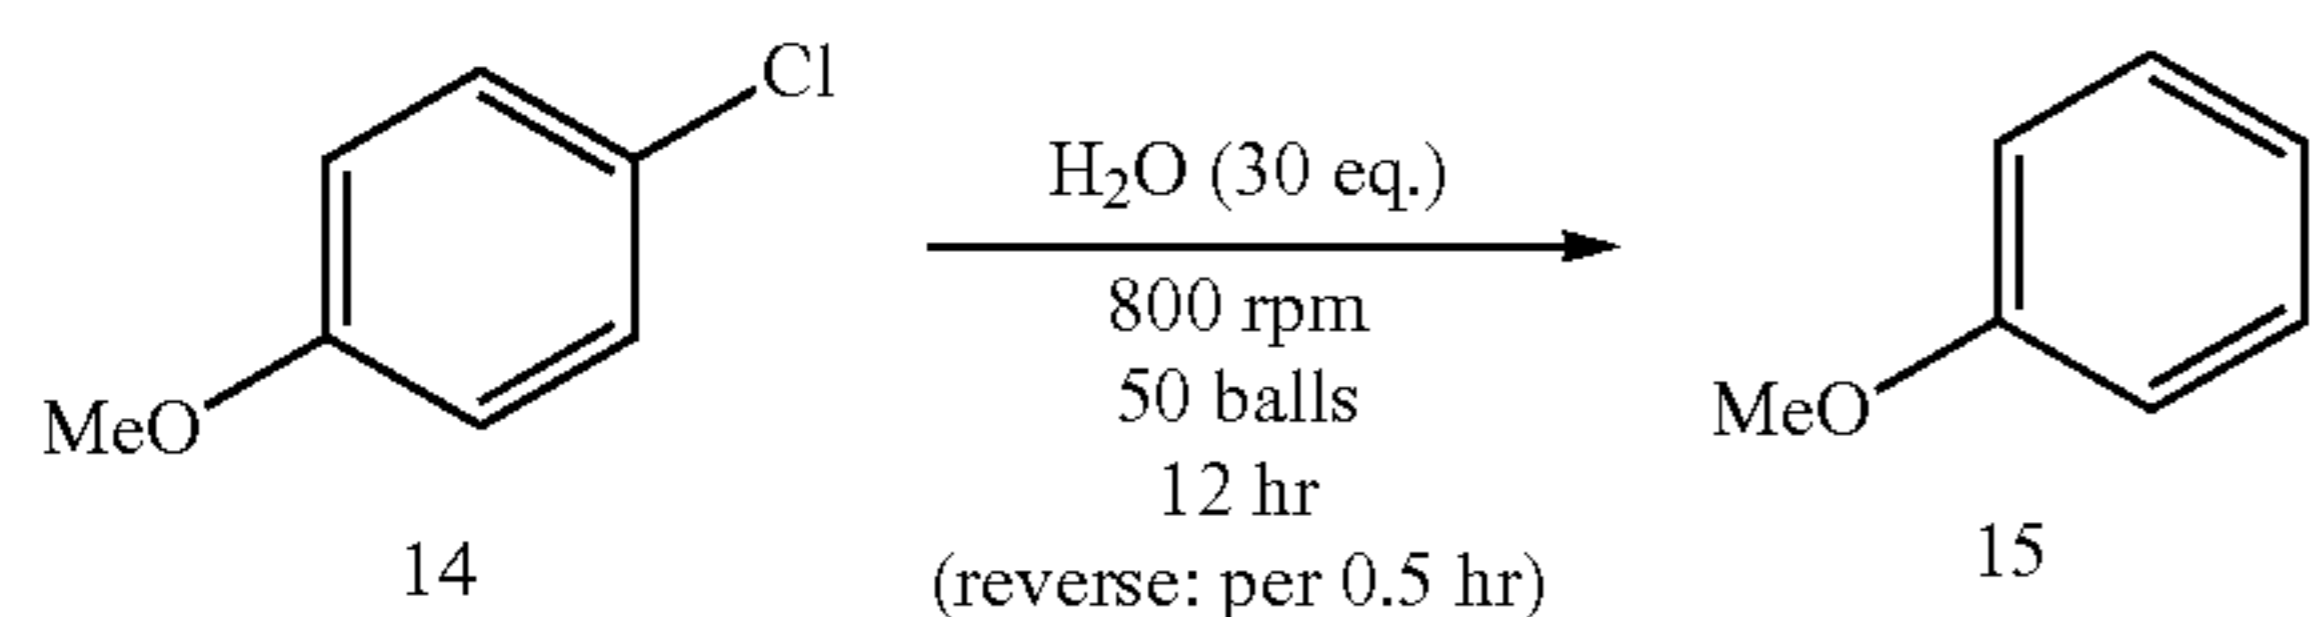 Cl
MeO
14
H₂O (30 eq.)
800 rpm
50 balls
12 hr
(reverse: per 0.5 hr)
MeO
15